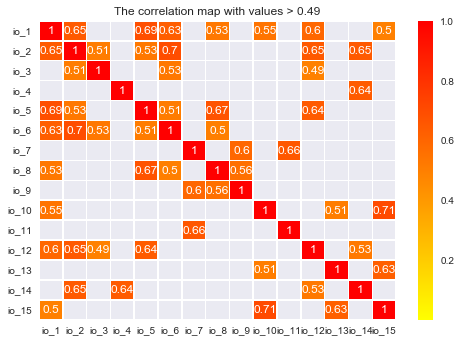 The correlation map with values > 0.49
io_1 1 0.65 0.69 0.63 0.53 0.55 0.6 0.5
io_2 0.65 1 0.51 0.53 0.7 0.65 0.65
io_3 0.51 1 0.53 0.49
io_4 1 0.64
io_5 0.69 0.53 1 0.51 0.67 0.64
io_6 0.63 0.7 0.53 0.51 1 0.5
io_7 1 0.6 0.66
io_8 0.53 0.67 0.5 1 0.56
io_9 0.6 0.56 1
io_10 0.55 1 0.51 0.71
io_11 0.66 1
io_12 0.6 0.65 0.49 0.64 1 0.53
io_13 0.51 1 0.63
io_14 0.65 0.64 0.53 1
io_15 0.5 0.71 0.63 1
io_1 io_2 io_3 io_4 io_5 io_6 io_7 io_8 io_9 io_10 io_11 io_12 io_13 io_14 io_15
1.0
0.8
0.6
0.4
0.2